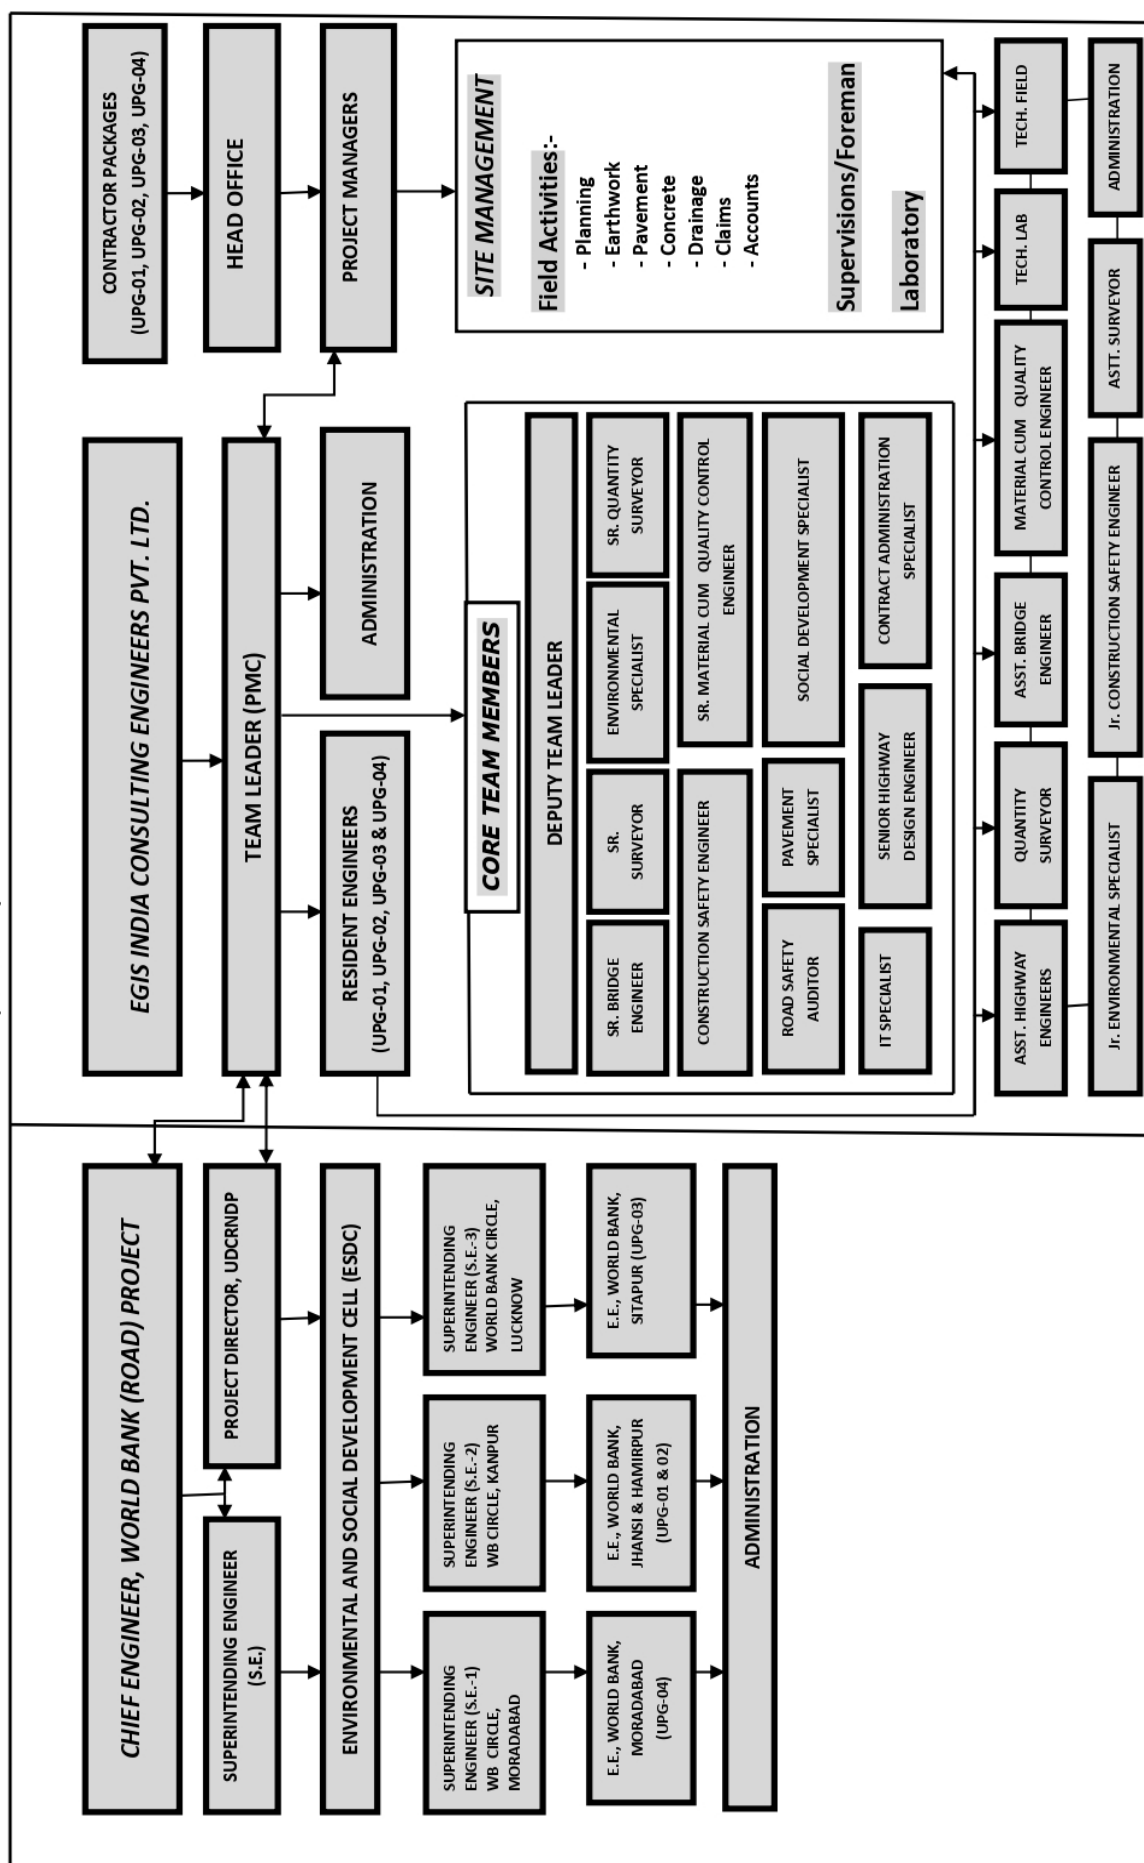 CHIEF ENGINEER, WORLD BANK (ROAD) PROJECT
SUPERINTENDING ENGINEER
(S.E.)
PROJECT DIRECTOR, UDCRNDP
ENVIRONMENTAL AND SOCIAL DEVELOPMENT CELL (ESDC)
SUPERINTENDING
ENGINEER (S.E.-1)
WB CIRCLE,
MORADABAD
SUPERINTENDING
ENGINEER (S.E.-2)
WB CIRCLE, KANPUR
SUPERINTENDING
ENGINEER (S.E.-3)
WORLD BANK CIRCLE,
LUCKNOW
E.E., WORLD BANK,
MORADABAD
(UPG-04)
E.E., WORLD BANK,
JHANSI & HAMIRPUR
(UPG-01 & 02)
E.E., WORLD BANK,
SITAPUR (UPG-03)
ADMINISTRATION
EGIS INDIA CONSULTING ENGINEERS PVT. LTD.
TEAM LEADER (PMC)
RESIDENT ENGINEERS
(UPG-01, UPG-02, UPG-03 & UPG-04)
ADMINISTRATION
CORE TEAM MEMBERS
DEPUTY TEAM LEADER
SR. BRIDGE
ENGINEER
SR.
SURVEYOR
ENVIRONMENTAL
SPECIALIST
SR. QUANTITY
SURVEYOR
CONSTRUCTION SAFETY ENGINEER
SR. MATERIAL CUM QUALITY CONTROL
ENGINEER
ROAD SAFETY
AUDITOR
PAVEMENT
SPECIALIST
SOCIAL DEVELOPMENT SPECIALIST
IT SPECIALIST
SENIOR HIGHWAY
DESIGN ENGINEER
CONTRACT ADMINISTRATION
SPECIALIST
CONTRACTOR PACKAGES
(UPG-01, UPG-02, UPG-03, UPG-04)
HEAD OFFICE
PROJECT MANAGERS
SITE MANAGEMENT
Field Activities:-
- Planning
- Earthwork
- Pavement
- Concrete
- Drainage
- Claims
- Accounts
Supervisions/Foreman
Laboratory
ASST. HIGHWAY
ENGINEERS
QUANTITY
SURVEYOR
ASST. BRIDGE
ENGINEER
MATERIAL CUM QUALITY
CONTROL ENGINEER
TECH. LAB
TECH. FIELD
Jr. ENVIRONMENTAL SPECIALIST
Jr. CONSTRUCTION SAFETY ENGINEER
ASTT. SURVEYOR
ADMINISTRATION